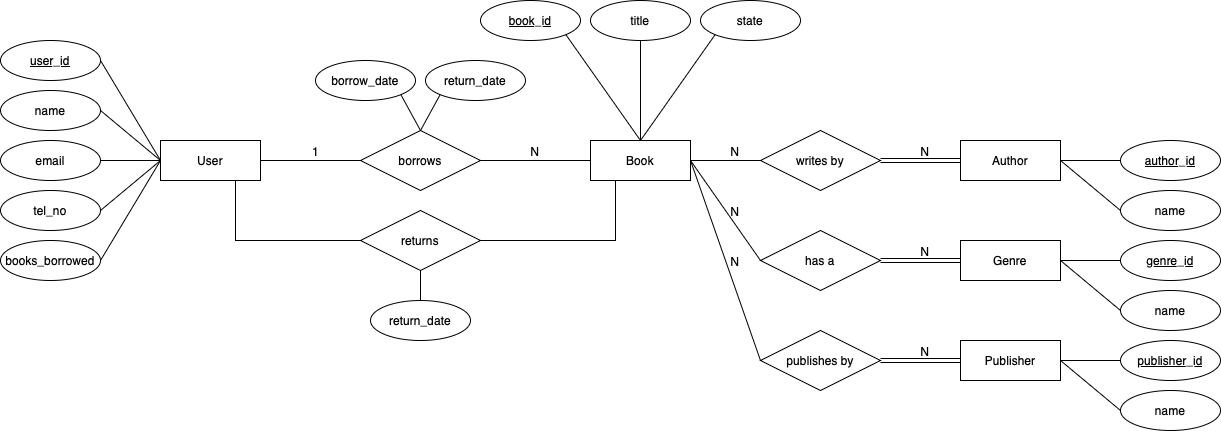 book_id
title
state
user_id
name
email
tel_no
books_borrowed
borrow_date
return_date
User
1
borrows
N
Book
returns
return_date
N
writes by
N
Author
author_id
name
N
has a
N
Genre
genre_id
name
N
publishes by
N
Publisher
publisher_id
name